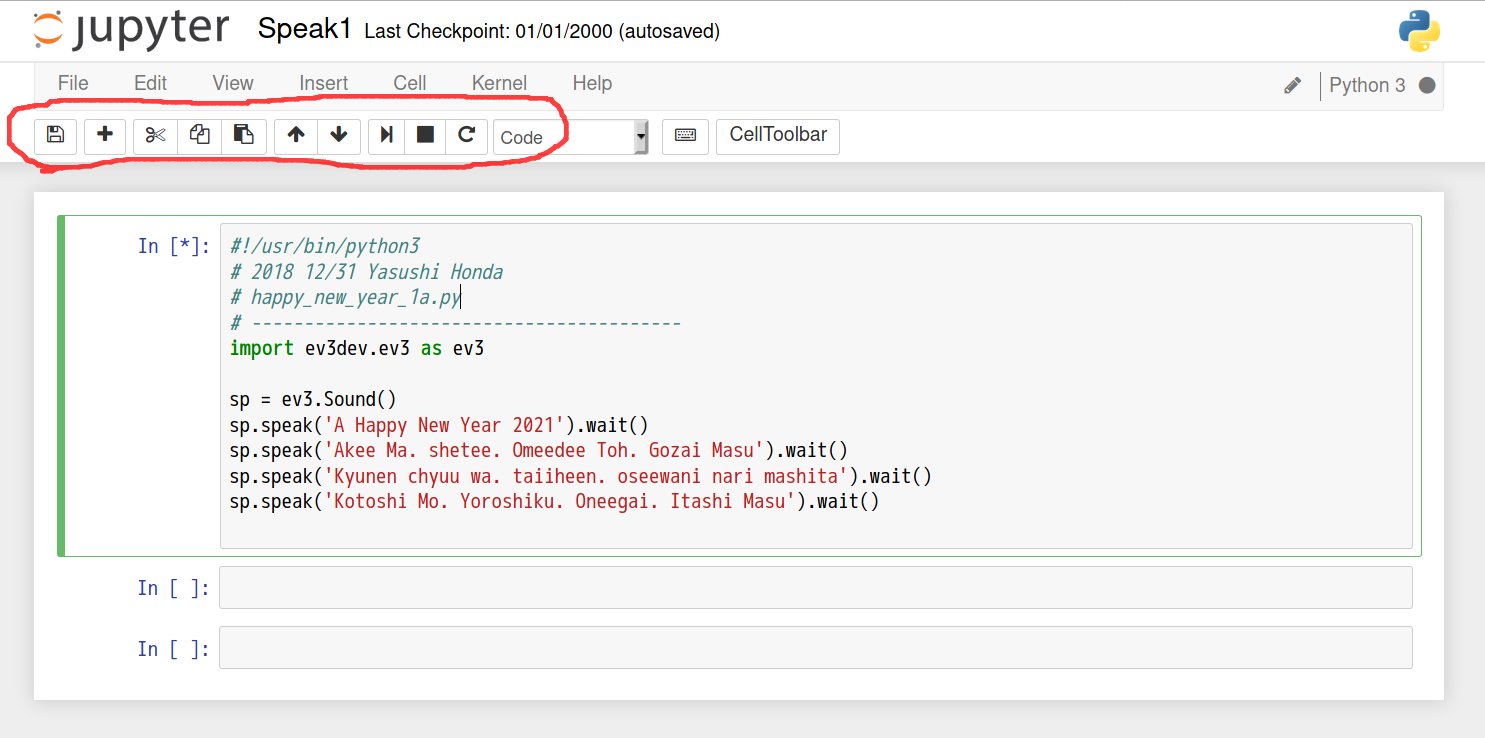 jupyter Speak1 Last Checkpoint: 01/01/2000 (autosaved)
File Edit View Insert Cell Kernel Help Python 3
Code CellToolbar
In [*]:
#!/usr/bin/python3
# 2018 12/31 Yasushi Honda
# happy_new_year_1a.py
# -----------------------------------------
import ev3dev.ev3 as ev3
sp = ev3.Sound()
sp.speak('A Happy New Year 2021').wait()
sp.speak('Akee Ma. shetee. Omeedee Toh. Gozai Masu').wait()
sp.speak('Kyunen chyuu wa. taiiheen. oseewani nari mashita').wait()
sp.speak('Kotoshi Mo. Yoroshiku. Oneegai. Itashi Masu').wait()
In [ ]:
In [ ]: